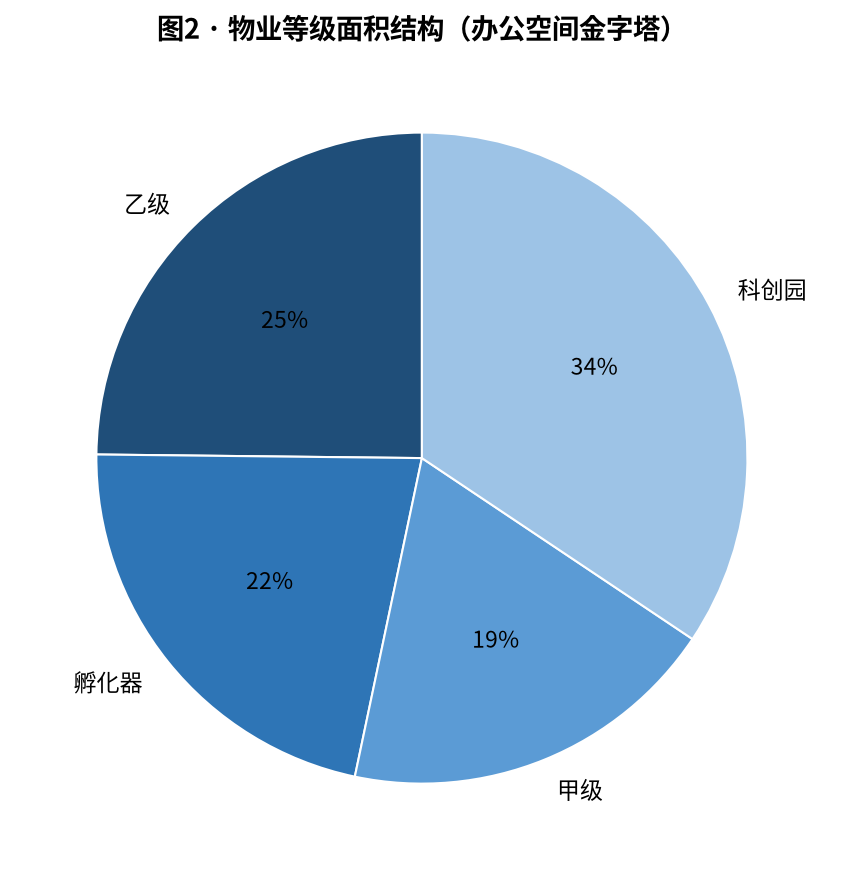 图2 · 物业等级面积结构（办公空间金字塔）
乙级
25%
科创园
34%
孵化器
22%
甲级
19%